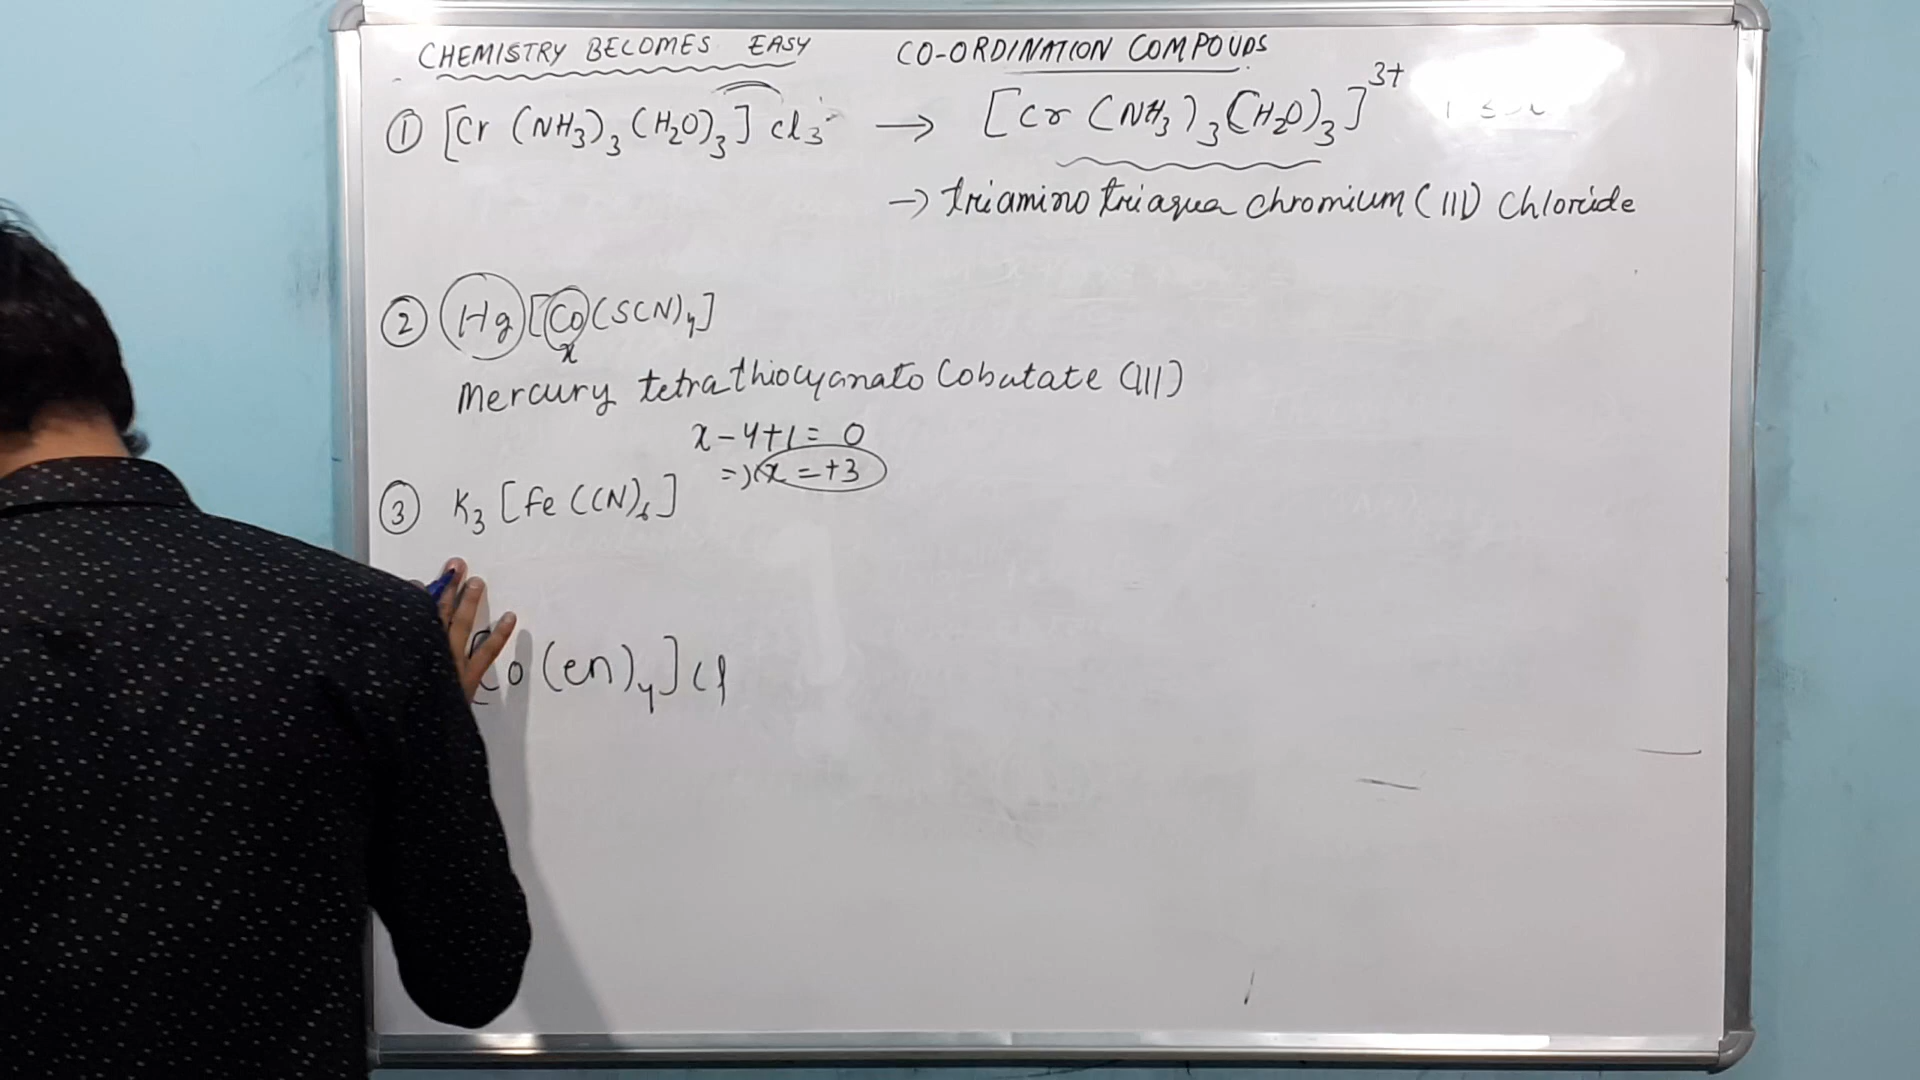 CHEMISTRY BECOMES EASY CO-ORDINATION COMPOUDS
① [Cr (NH3)3 (H2O)3] Cl3 → [Cr (NH3)3 (H2O)3]3+
→ triamino triaqua chromium (III) Chloride
② Hg [Co (SCN)4]
x
Mercury tetrathiocyanato Cobatate (III)
x - 4 + 1 = 0
=) x = +3
③ K3 [Fe (CN)6]
[Co (en)4] Cl